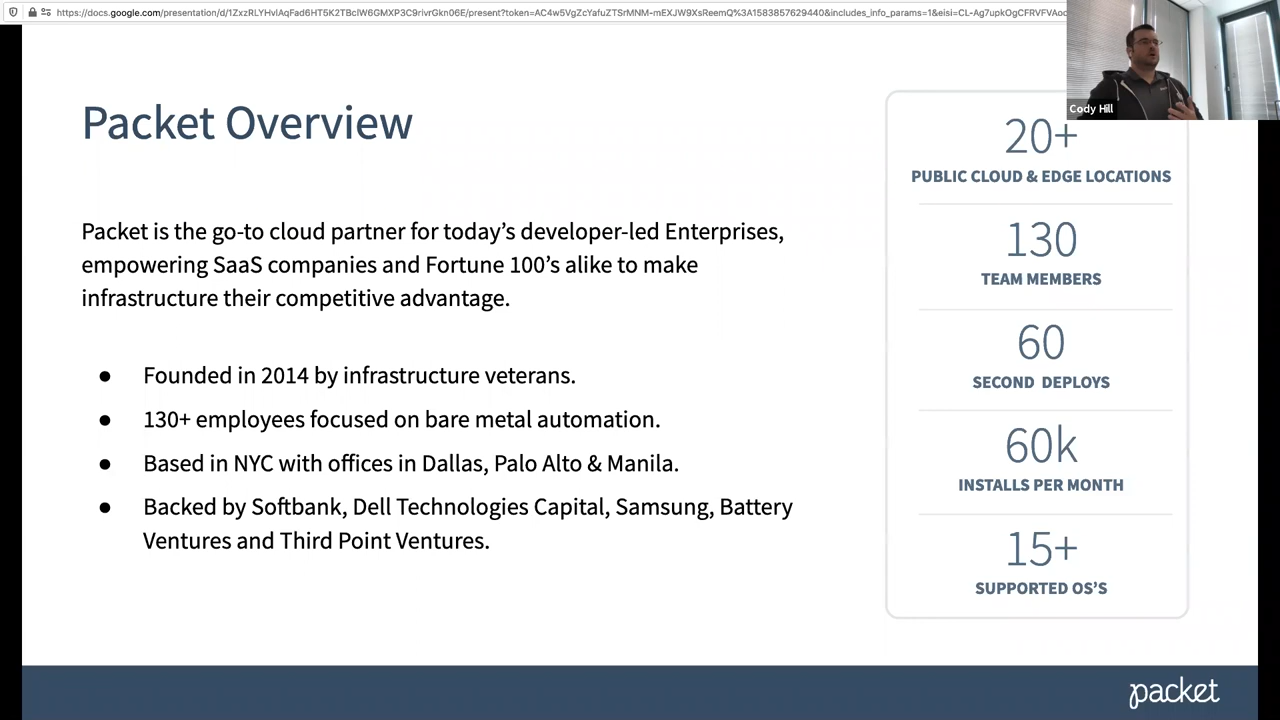 https://docs.google.com/presentation/d/1ZxzRLYHvlAqFad6HT5K2TBclW6GMXP3C9rivrGkn06E/present?token=AC4w5VgZcYafuZTSrMNM-mEXJW9XsRxemQ%3A1583857629440&includes_info_params=1&eisi=CL-Ag7upkOgCFRVFVAoc
Cody Hill
Packet Overview
Packet is the go-to cloud partner for today’s developer-led Enterprises,
empowering SaaS companies and Fortune 100’s alike to make
infrastructure their competitive advantage.
● Founded in 2014 by infrastructure veterans.
● 130+ employees focused on bare metal automation.
● Based in NYC with offices in Dallas, Palo Alto & Manila.
● Backed by Softbank, Dell Technologies Capital, Samsung, Battery
Ventures and Third Point Ventures.
20+
PUBLIC CLOUD & EDGE LOCATIONS
130
TEAM MEMBERS
60
SECOND DEPLOYS
60k
INSTALLS PER MONTH
15+
SUPPORTED OS’S
packet